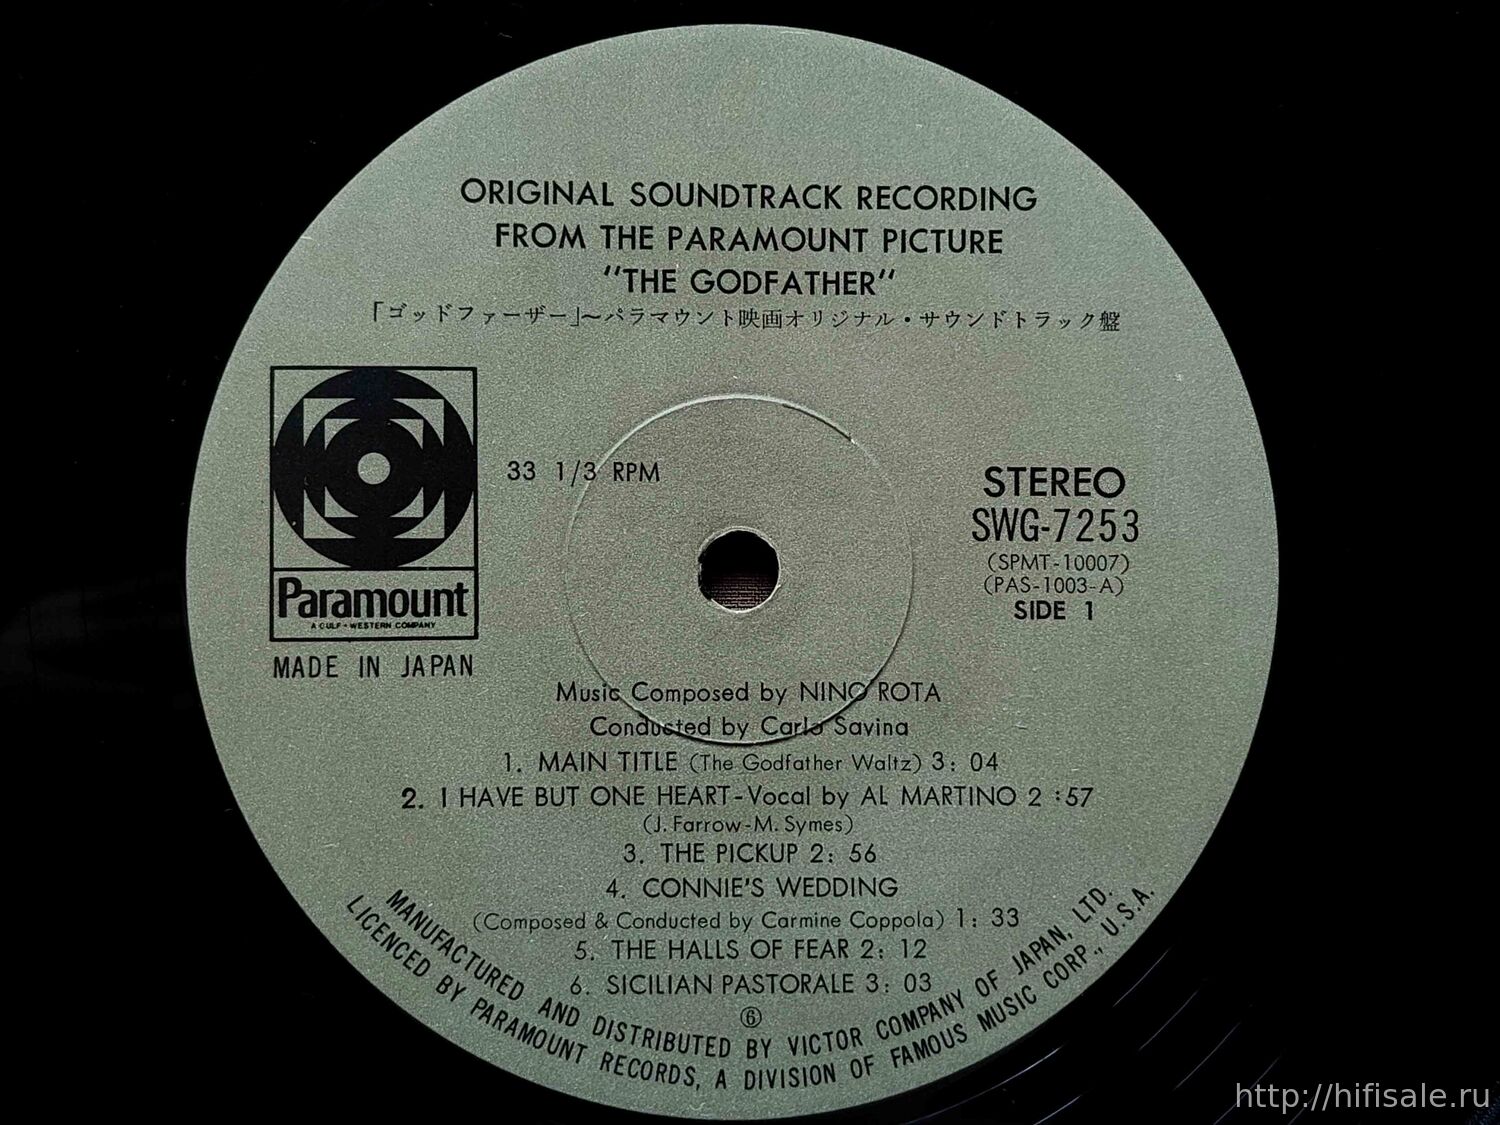 ORIGINAL SOUNDTRACK RECORDING
FROM THE PARAMOUNT PICTURE
"THE GODFATHER"
「ゴッドファーザー」~パラマウント映画オリジナル・サウンドトラック盤
33 1/3 RPM
STEREO
SWG-7253
(SPMT-10007)
(PAS-1003-A)
SIDE 1
Paramount
A GULF + WESTERN COMPANY
MADE IN JAPAN
Music Composed by NINO ROTA
Conducted by Carlo Savina
1. MAIN TITLE (The Godfather Waltz) 3: 04
2. I HAVE BUT ONE HEART-Vocal by AL MARTINO 2 :57
(J. Farrow-M. Symes)
3. THE PICKUP 2: 56
4. CONNIE'S WEDDING
(Composed & Conducted by Carmine Coppola) 1: 33
5. THE HALLS OF FEAR 2: 12
6. SICILIAN PASTORALE 3: 03
⑥
MANUFACTURED AND DISTRIBUTED BY VICTOR COMPANY OF JAPAN, LTD.
LICENCED BY PARAMOUNT RECORDS, A DIVISION OF FAMOUS MUSIC CORP., U.S.A.
http://hifisale.ru